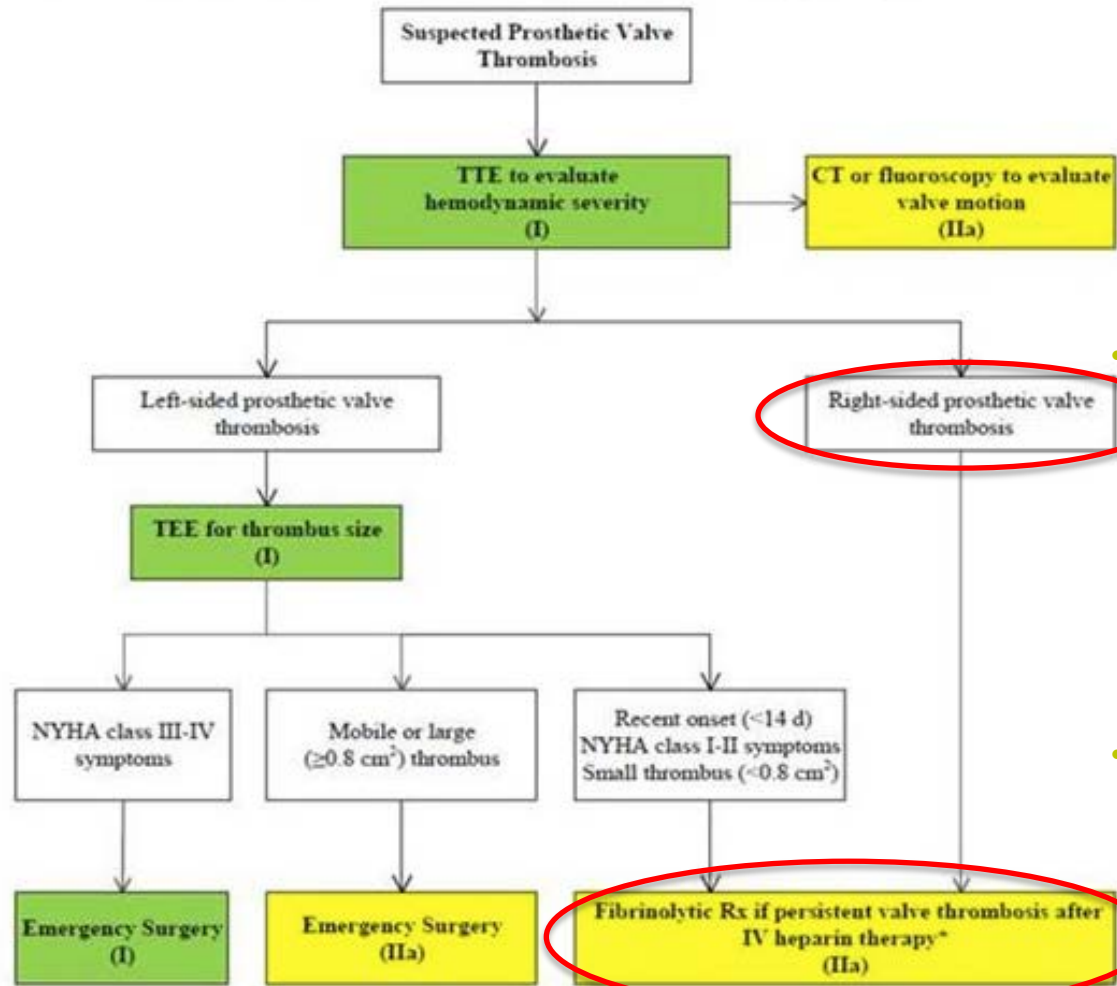 Suspected Prosthetic Valve
Thrombosis
TTE to evaluate
hemodynamic severity
(I)
CT or fluoroscopy to evaluate
valve motion
(IIa)
Left-sided prosthetic valve
thrombosis
Right-sided prosthetic valve
thrombosis
TEE for thrombus size
(I)
NYHA class III-IV
symptoms
Mobile or large
(≥0.8 cm²) thrombus
Recent onset (<14 d)
NYHA class I-II symptoms
Small thrombus (<0.8 cm²)
Emergency Surgery
(I)
Emergency Surgery
(IIa)
Fibrinolytic Rx if persistent valve thrombosis after
IV heparin therapy*
(IIa)